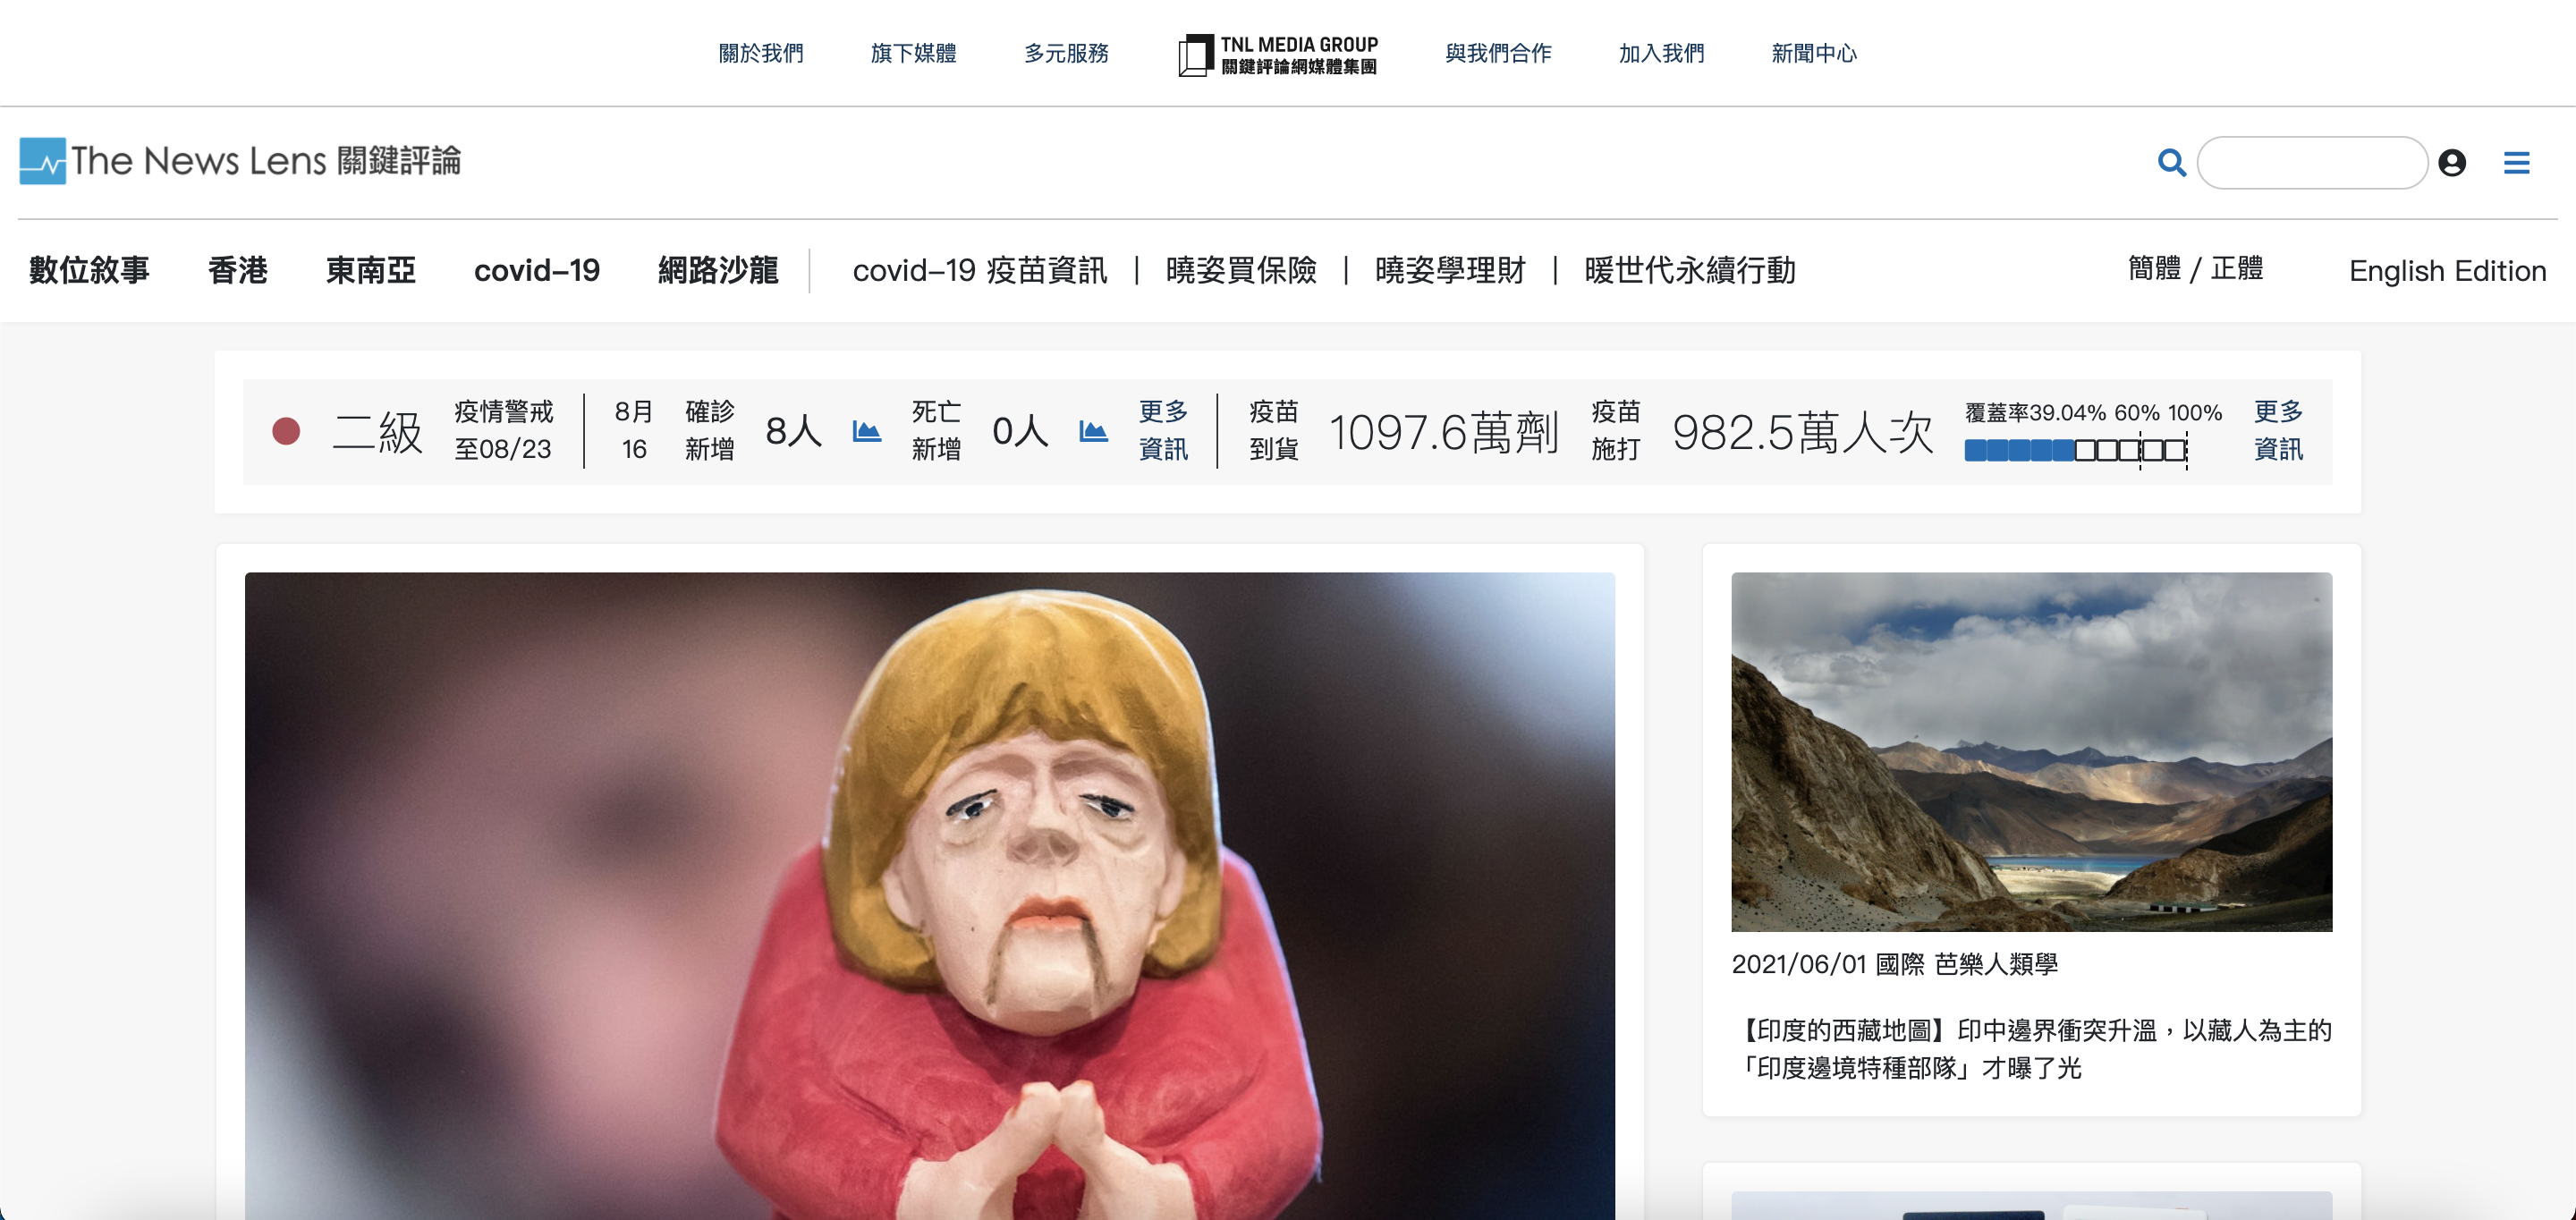 關於我們 旗下媒體 多元服務 TNL MEDIA GROUP 關鍵評論網媒體集團 與我們合作 加入我們 新聞中心
The News Lens 關鍵評論
數位敘事 香港 東南亞 covid-19 網路沙龍 covid-19 疫苗資訊 | 曉姿買保險 | 曉姿學理財 | 暖世代永續行動 簡體 / 正體 English Edition
二級
疫情警戒
至08/23
8月
16
確診
新增
8人
死亡
新增
0人
更多
資訊
疫苗
到貨
1097.6萬劑
疫苗
施打
982.5萬人次
覆蓋率39.04% 60% 100%
更多
資訊
2021/06/01 國際 芭樂人類學
【印度的西藏地圖】印中邊界衝突升溫，以藏人為主的
「印度邊境特種部隊」才曝了光